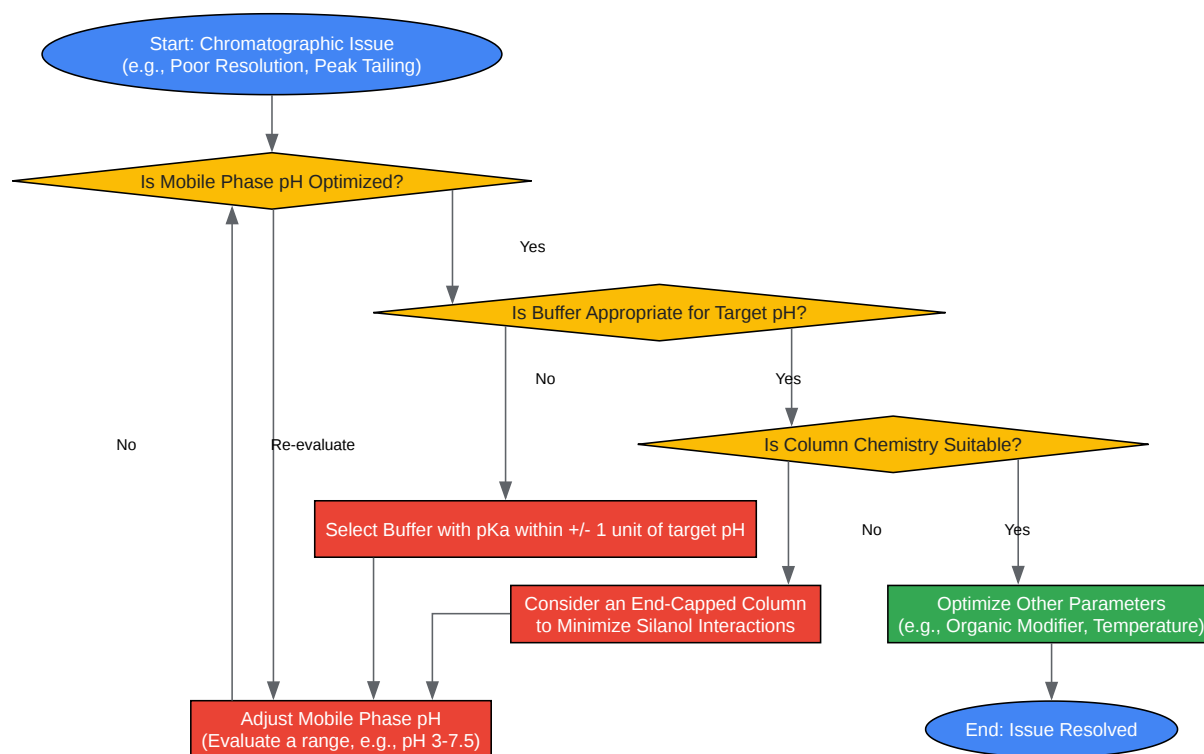 Start: Chromatographic Issue
(e.g., Poor Resolution, Peak Tailing)
Is Mobile Phase pH Optimized?
Yes
Is Buffer Appropriate for Target pH?
No
Yes
No
Re-evaluate
Is Column Chemistry Suitable?
Select Buffer with pKa within +/- 1 unit of target pH
No
Yes
Consider an End-Capped Column
to Minimize Silanol Interactions
Optimize Other Parameters
(e.g., Organic Modifier, Temperature)
Adjust Mobile Phase pH
(Evaluate a range, e.g., pH 3-7.5)
End: Issue Resolved